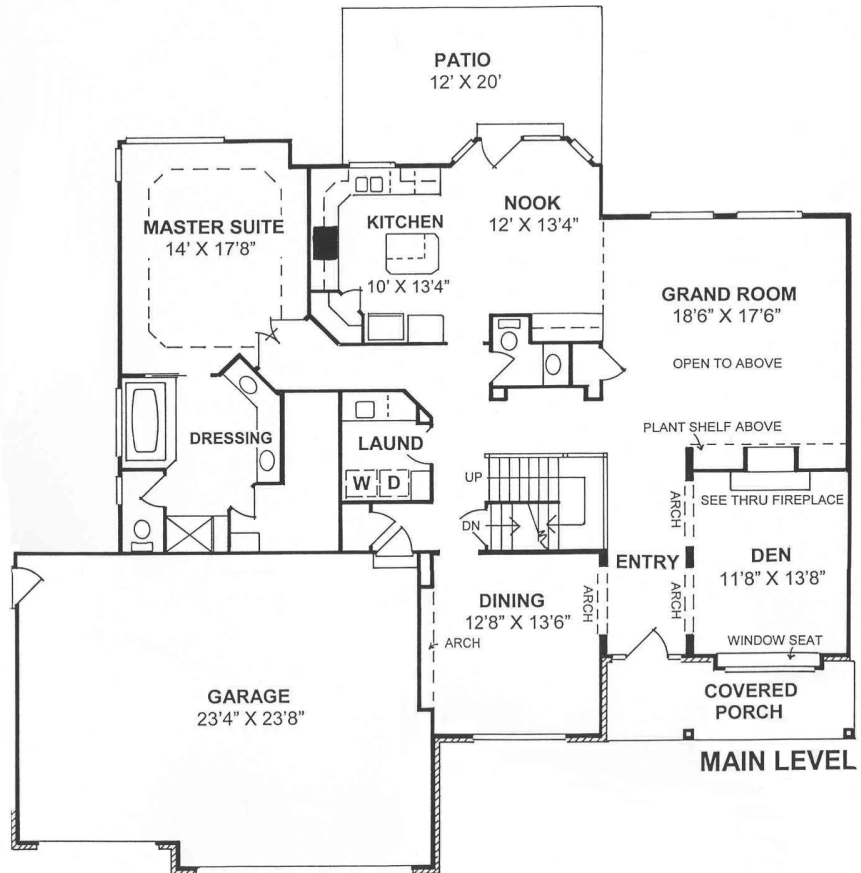 PATIO
12' X 20'
MASTER SUITE
14' X 17'8"
KITCHEN
10' X 13'4"
NOOK
12' X 13'4"
GRAND ROOM
18'6" X 17'6"
OPEN TO ABOVE
PLANT SHELF ABOVE
DRESSING
LAUND
W D
UP
DN
SEE THRU FIREPLACE
ARCH
ARCH
ENTRY
DEN
11'8" X 13'8"
DINING
12'8" X 13'6"
ARCH
ARCH
WINDOW SEAT
GARAGE
23'4" X 23'8"
COVERED
PORCH
MAIN LEVEL